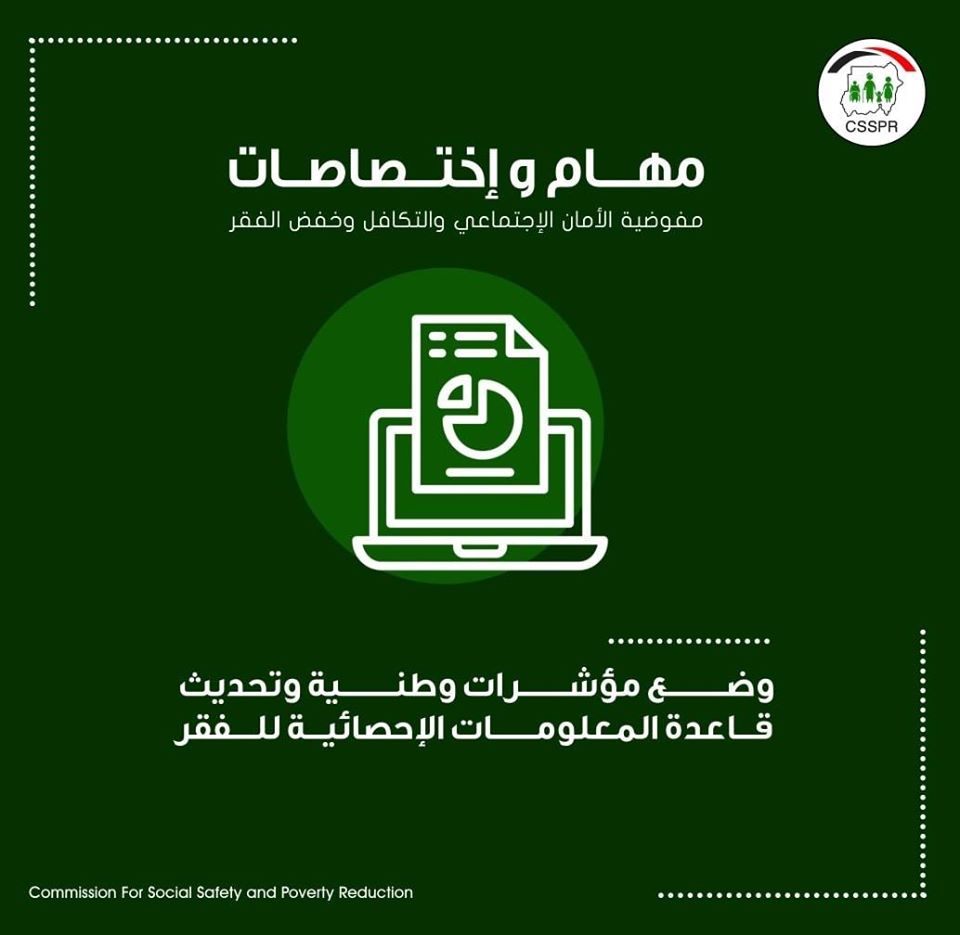 CSSPR
مهام و إختصاصات
مفوضية الأمان الإجتماعي والتكافل وخفض الفقر
وضع مؤشرات وطنية وتحديث
قاعدة المعلومات الإحصائية للفقر
Commission For Social Safety and Poverty Reduction